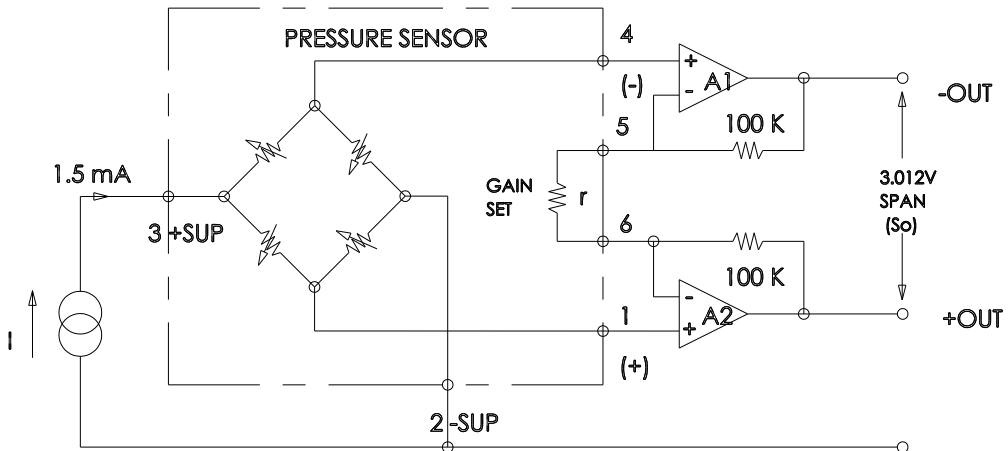 PRESSURE SENSOR
4
(-)
+
A1
-
-OUT
5
100 K
1.5 mA
GAIN
SET
r
3.012V
SPAN
(So)
3 +SUP
6
100 K
-
A2
+
1
(+)
+OUT
I
2 -SUP